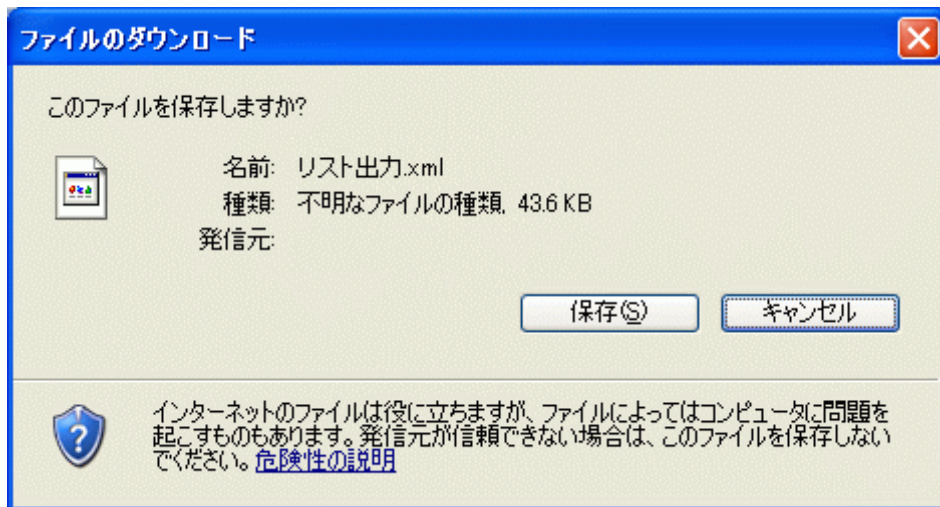 ファイルのダウンロード
このファイルを保存しますか?
名前: リスト出力.xml
種類: 不明なファイルの種類, 43.6 KB
発信元:
保存(S) キャンセル
インターネットのファイルは役に立ちますが、ファイルによってはコンピュータに問題を
起こすものもあります。発信元が信頼できない場合は、このファイルを保存しない
でください。危険性の説明